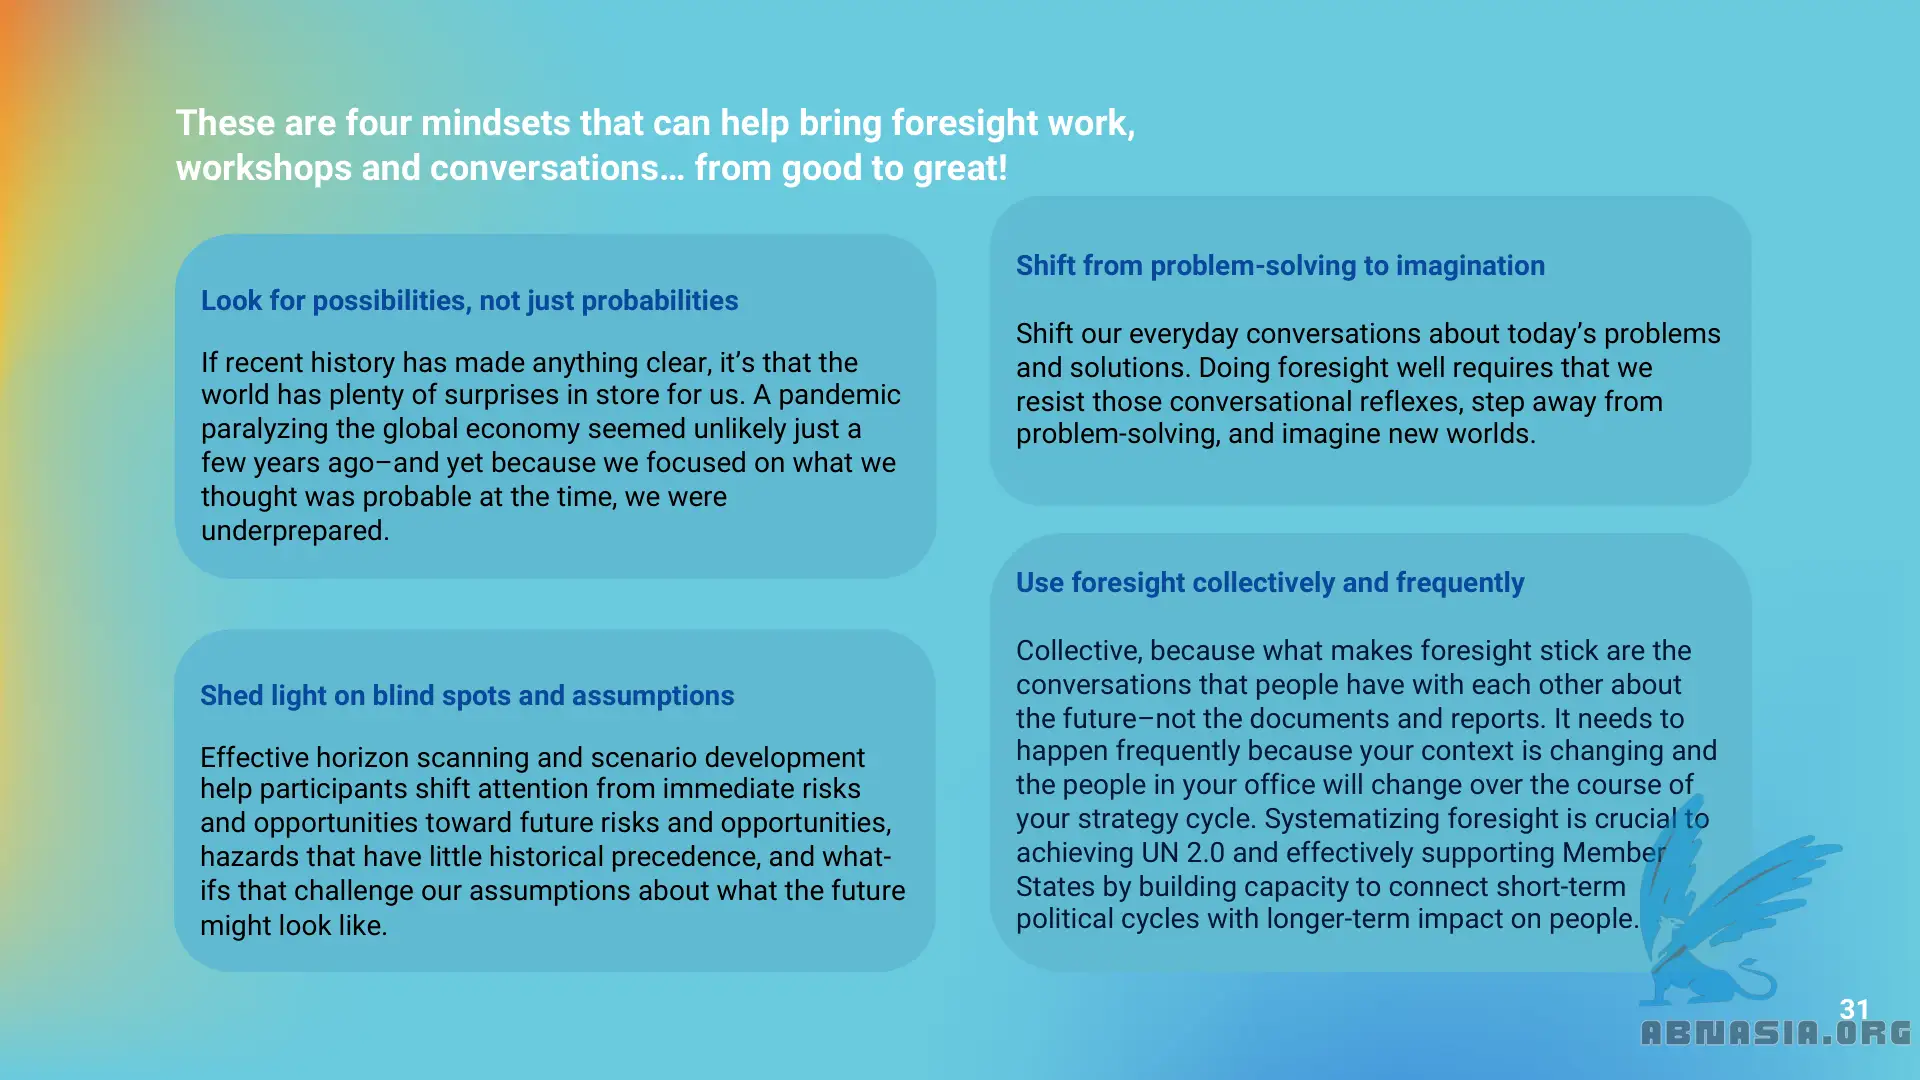 These are four mindsets that can help bring foresight work,
workshops and conversations… from good to great!
Look for possibilities, not just probabilities
If recent history has made anything clear, it’s that the
world has plenty of surprises in store for us. A pandemic
paralyzing the global economy seemed unlikely just a
few years ago–and yet because we focused on what we
thought was probable at the time, we were
underprepared.
Shed light on blind spots and assumptions
Effective horizon scanning and scenario development
help participants shift attention from immediate risks
and opportunities toward future risks and opportunities,
hazards that have little historical precedence, and what-
ifs that challenge our assumptions about what the future
might look like.
Shift from problem-solving to imagination
Shift our everyday conversations about today’s problems
and solutions. Doing foresight well requires that we
resist those conversational reflexes, step away from
problem-solving, and imagine new worlds.
Use foresight collectively and frequently
Collective, because what makes foresight stick are the
conversations that people have with each other about
the future–not the documents and reports. It needs to
happen frequently because your context is changing and
the people in your office will change over the course of
your strategy cycle. Systematizing foresight is crucial to
achieving UN 2.0 and effectively supporting Member
States by building capacity to connect short-term
political cycles with longer-term impact on people.
31
ABNASIA.ORG